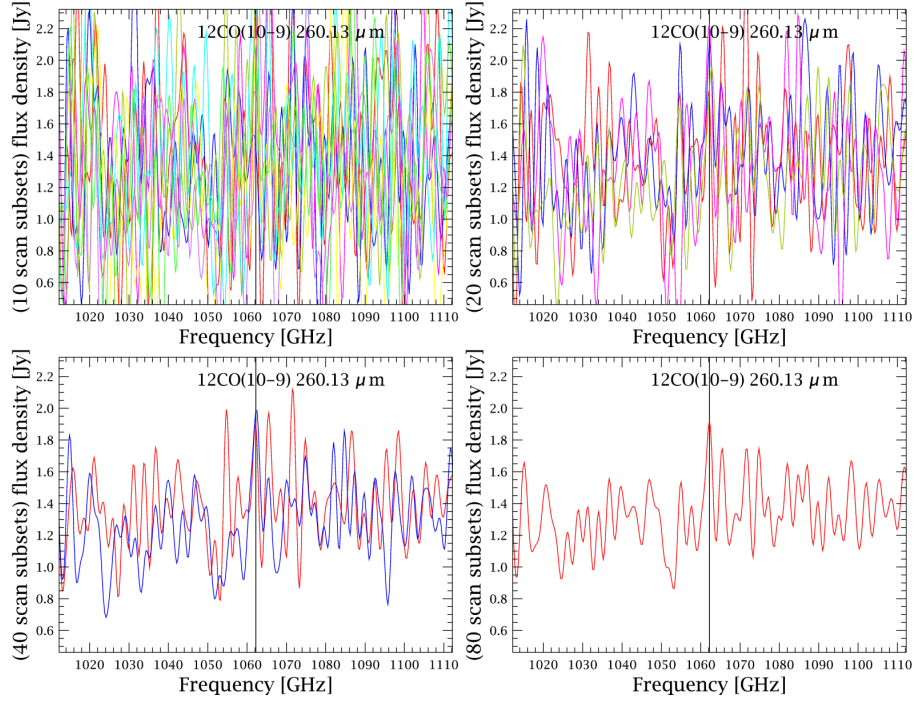 12CO(10−9) 260.13 μm
(10 scan subsets) flux density [Jy]
2.2
2.0
1.8
1.6
1.4
1.2
1.0
0.8
0.6
1020 1030 1040 1050 1060 1070 1080 1090 1100 1110
Frequency [GHz]
12CO(10−9) 260.13 μm
(20 scan subsets) flux density [Jy]
2.2
2.0
1.8
1.6
1.4
1.2
1.0
0.8
0.6
1020 1030 1040 1050 1060 1070 1080 1090 1100 1110
Frequency [GHz]
12CO(10−9) 260.13 μm
(40 scan subsets) flux density [Jy]
2.2
2.0
1.8
1.6
1.4
1.2
1.0
0.8
0.6
1020 1030 1040 1050 1060 1070 1080 1090 1100 1110
Frequency [GHz]
12CO(10−9) 260.13 μm
(80 scan subsets) flux density [Jy]
2.2
2.0
1.8
1.6
1.4
1.2
1.0
0.8
0.6
1020 1030 1040 1050 1060 1070 1080 1090 1100 1110
Frequency [GHz]